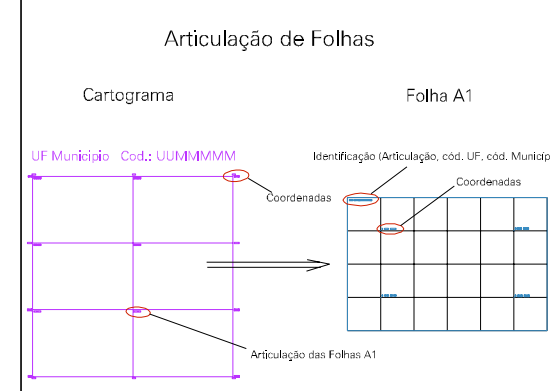 Articulação de Folhas
Cartograma
Folha A1
UF Municipio Cod.: UUMMMMM
Identificação (Articulação, cód. UF, cód. Municíp
Coordenadas
Coordenadas
Articulação das Folhas A1